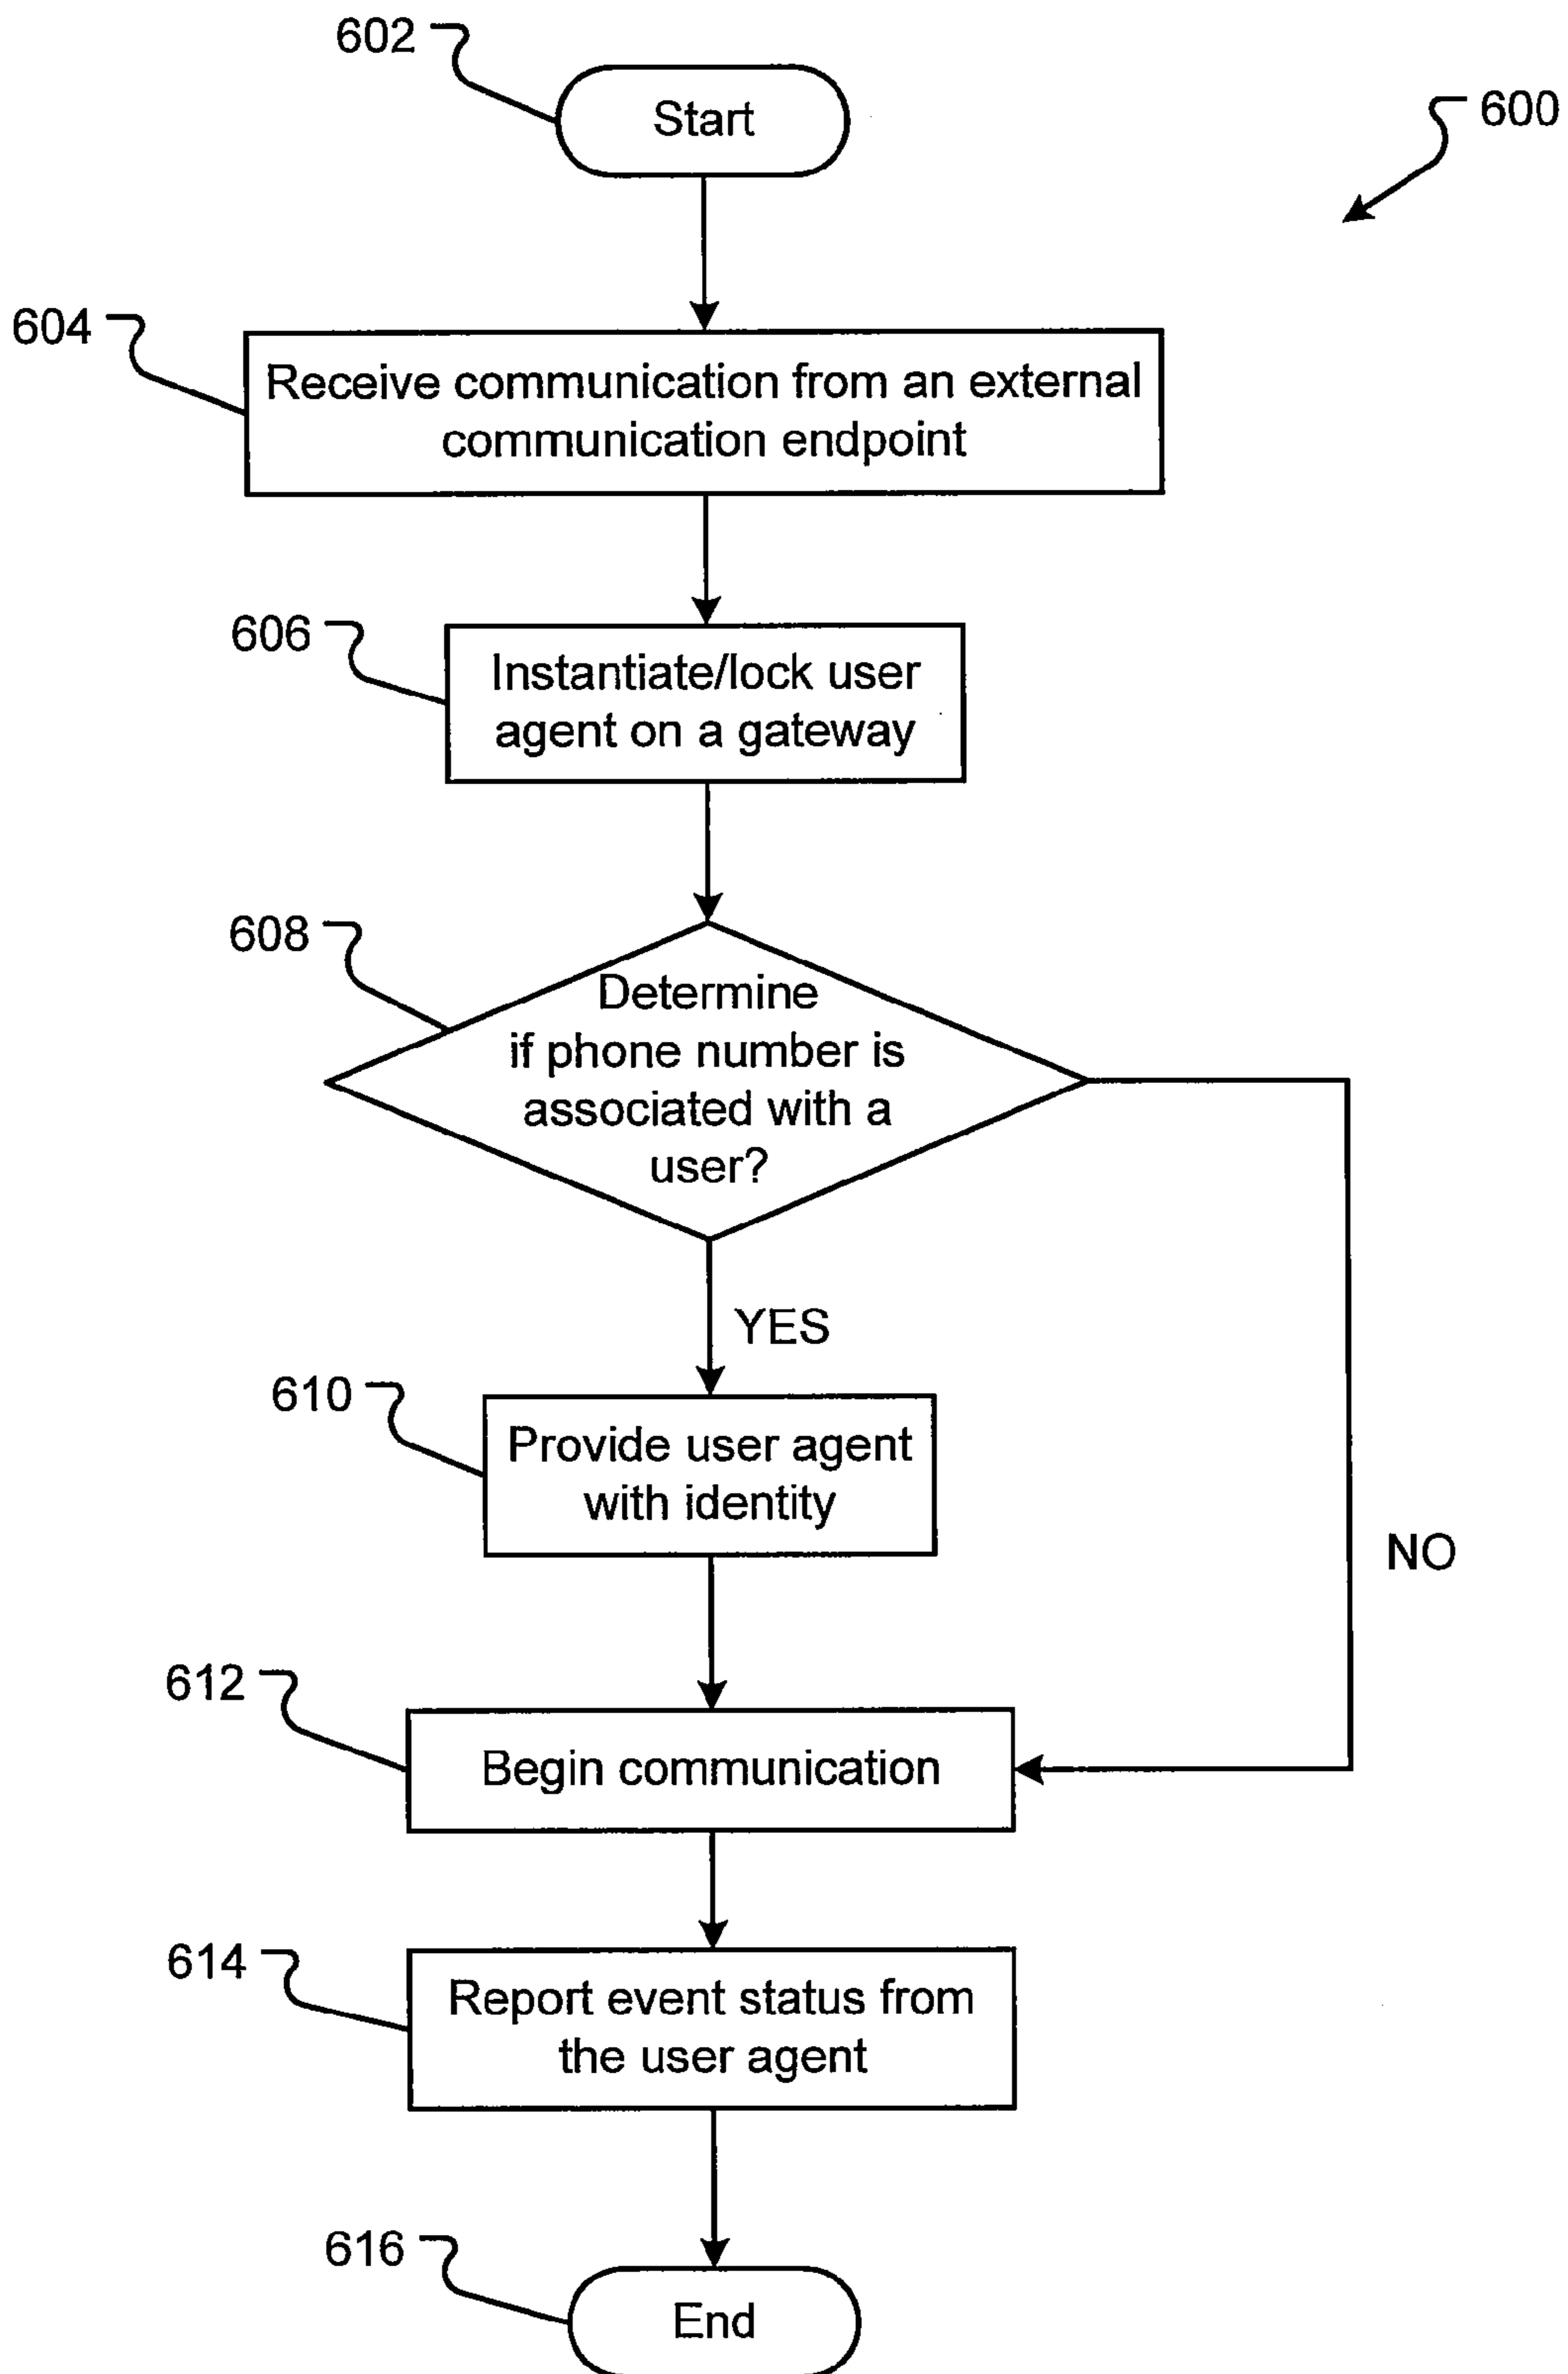 602
Start
600
604
Receive communication from an external
communication endpoint
606
Instantiate/lock user
agent on a gateway
608
Determine
if phone number is
associated with a
user?
YES
610
Provide user agent
with identity
NO
612
Begin communication
614
Report event status from
the user agent
616
End